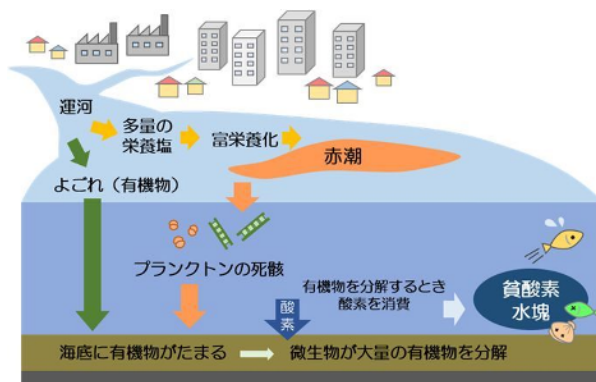 運河
多量の
栄養塩
富栄養化
赤潮
よごれ（有機物）
プランクトンの死骸
有機物を分解するとき
酸素を消費
酸素
貧酸素
水塊
海底に有機物がたまる
微生物が大量の有機物を分解